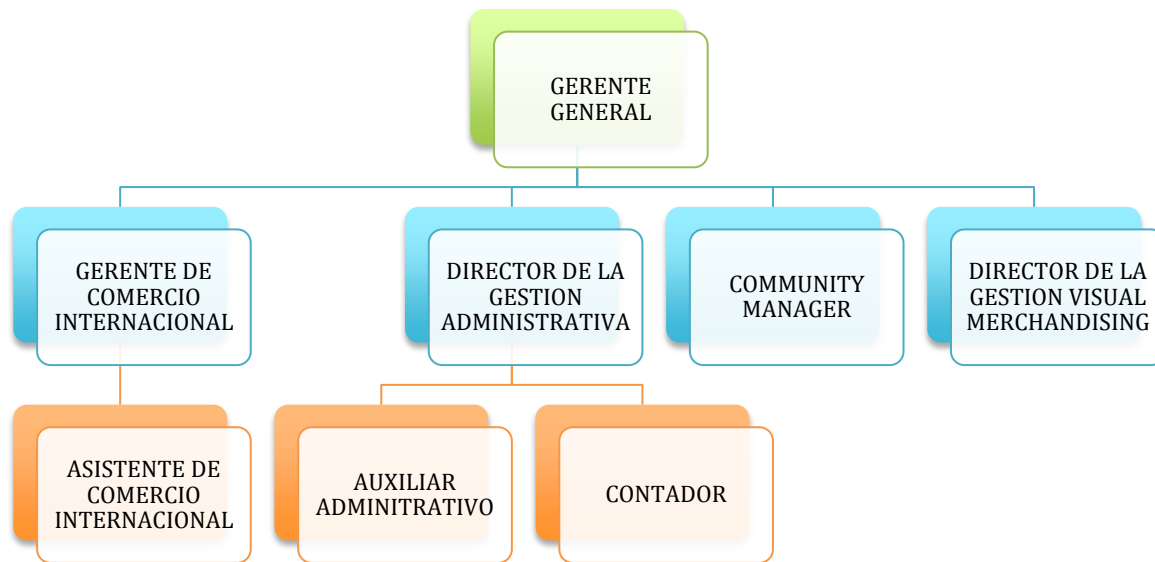 GERENTE
GENERAL
GERENTE DE
COMERCIO
INTERNACIONAL
DIRECTOR DE LA
GESTION
ADMINISTRATIVA
COMMUNITY
MANAGER
DIRECTOR DE LA
GESTION VISUAL
MERCHANDISING
ASISTENTE DE
COMERCIO
INTERNACIONAL
AUXILIAR
ADMINITRATIVO
CONTADOR